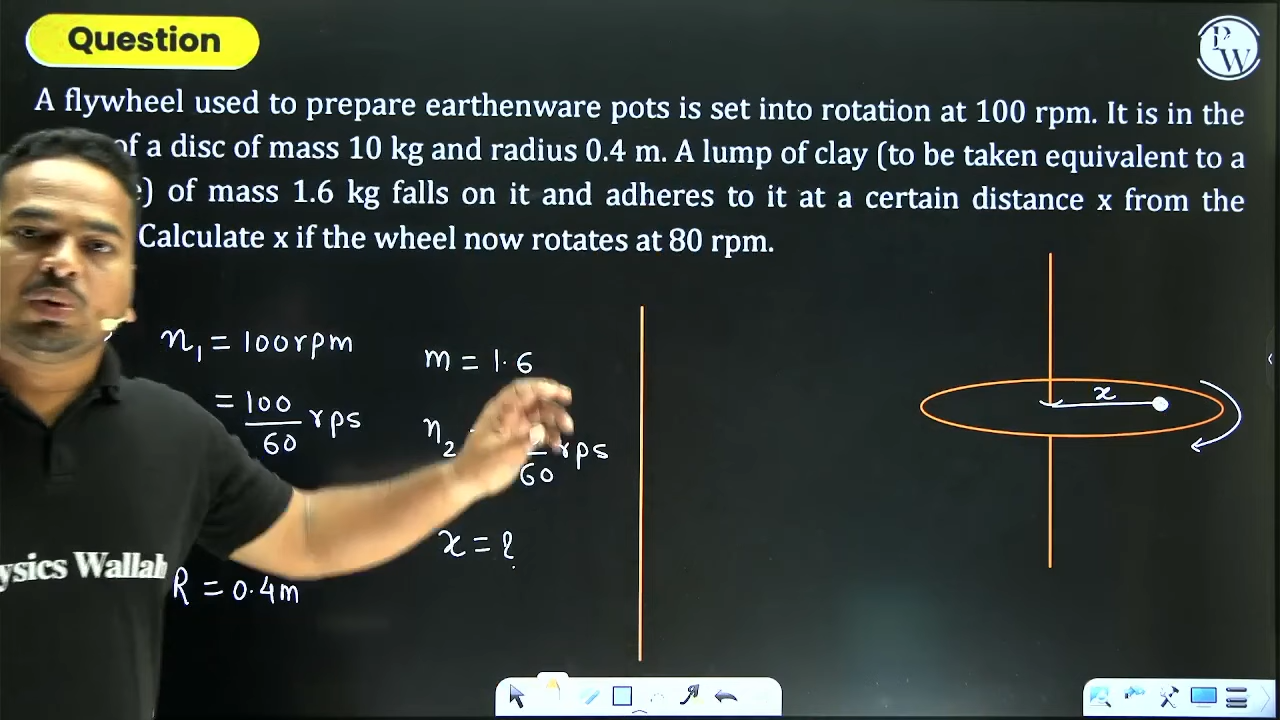 Question
PW
A flywheel used to prepare earthenware pots is set into rotation at 100 rpm. It is in the
of a disc of mass 10 kg and radius 0.4 m. A lump of clay (to be taken equivalent to a
of mass 1.6 kg falls on it and adheres to it at a certain distance x from the
Calculate x if the wheel now rotates at 80 rpm.
n₁ = 100rpm
= 100/60 rps
R = 0.4m
m = 1.6
n₂
60 rps
x = ?
x
ysics Wallah